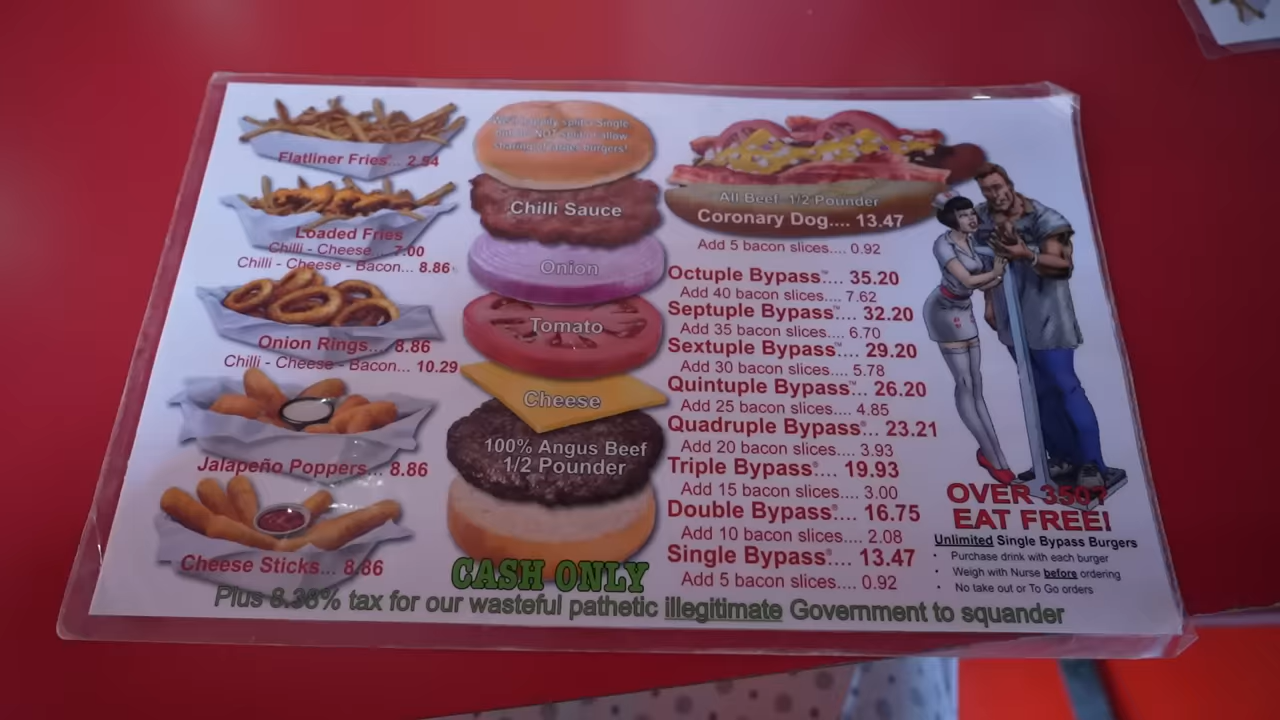 Flatliner Fries... 2.94
Loaded Fries
Chilli - Cheese... 7.00
Chilli - Cheese - Bacon... 8.86
Onion Rings.... 8.86
Chilli - Cheese - Bacon... 10.29
Jalapeño Poppers... 8.86
Cheese Sticks... 8.86
Chilli Sauce
Onion
Tomato
Cheese
100% Angus Beef
1/2 Pounder
CASH ONLY
All Beef 1/2 Pounder
Coronary Dog.... 13.47
Add 5 bacon slices.... 0.92
Octuple Bypass™.... 35.20
Add 40 bacon slices.... 7.62
Septuple Bypass™.... 32.20
Add 35 bacon slices.... 6.70
Sextuple Bypass™.... 29.20
Add 30 bacon slices.... 5.78
Quintuple Bypass™.. 26.20
Add 25 bacon slices.... 4.85
Quadruple Bypass®... 23.21
Add 20 bacon slices.... 3.93
Triple Bypass®.... 19.93
Add 15 bacon slices.... 3.00
Double Bypass®.... 16.75
Add 10 bacon slices.... 2.08
Single Bypass®.... 13.47
Add 5 bacon slices.... 0.92
OVER 350?
EAT FREE!
Unlimited Single Bypass Burgers
• Purchase drink with each burger
• Weigh with Nurse before ordering
• No take out or To Go orders
Plus 8.38% tax for our wasteful pathetic illegitimate Government to squander